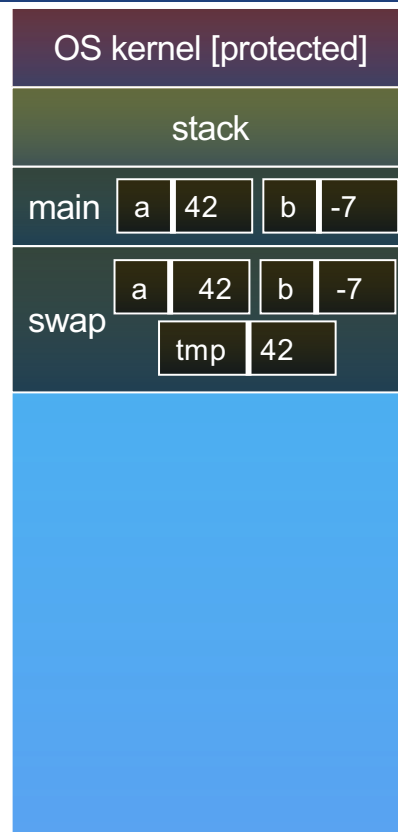 OS kernel [protected]
stack
main a 42 b -7
a 42 b -7
swap
tmp 42